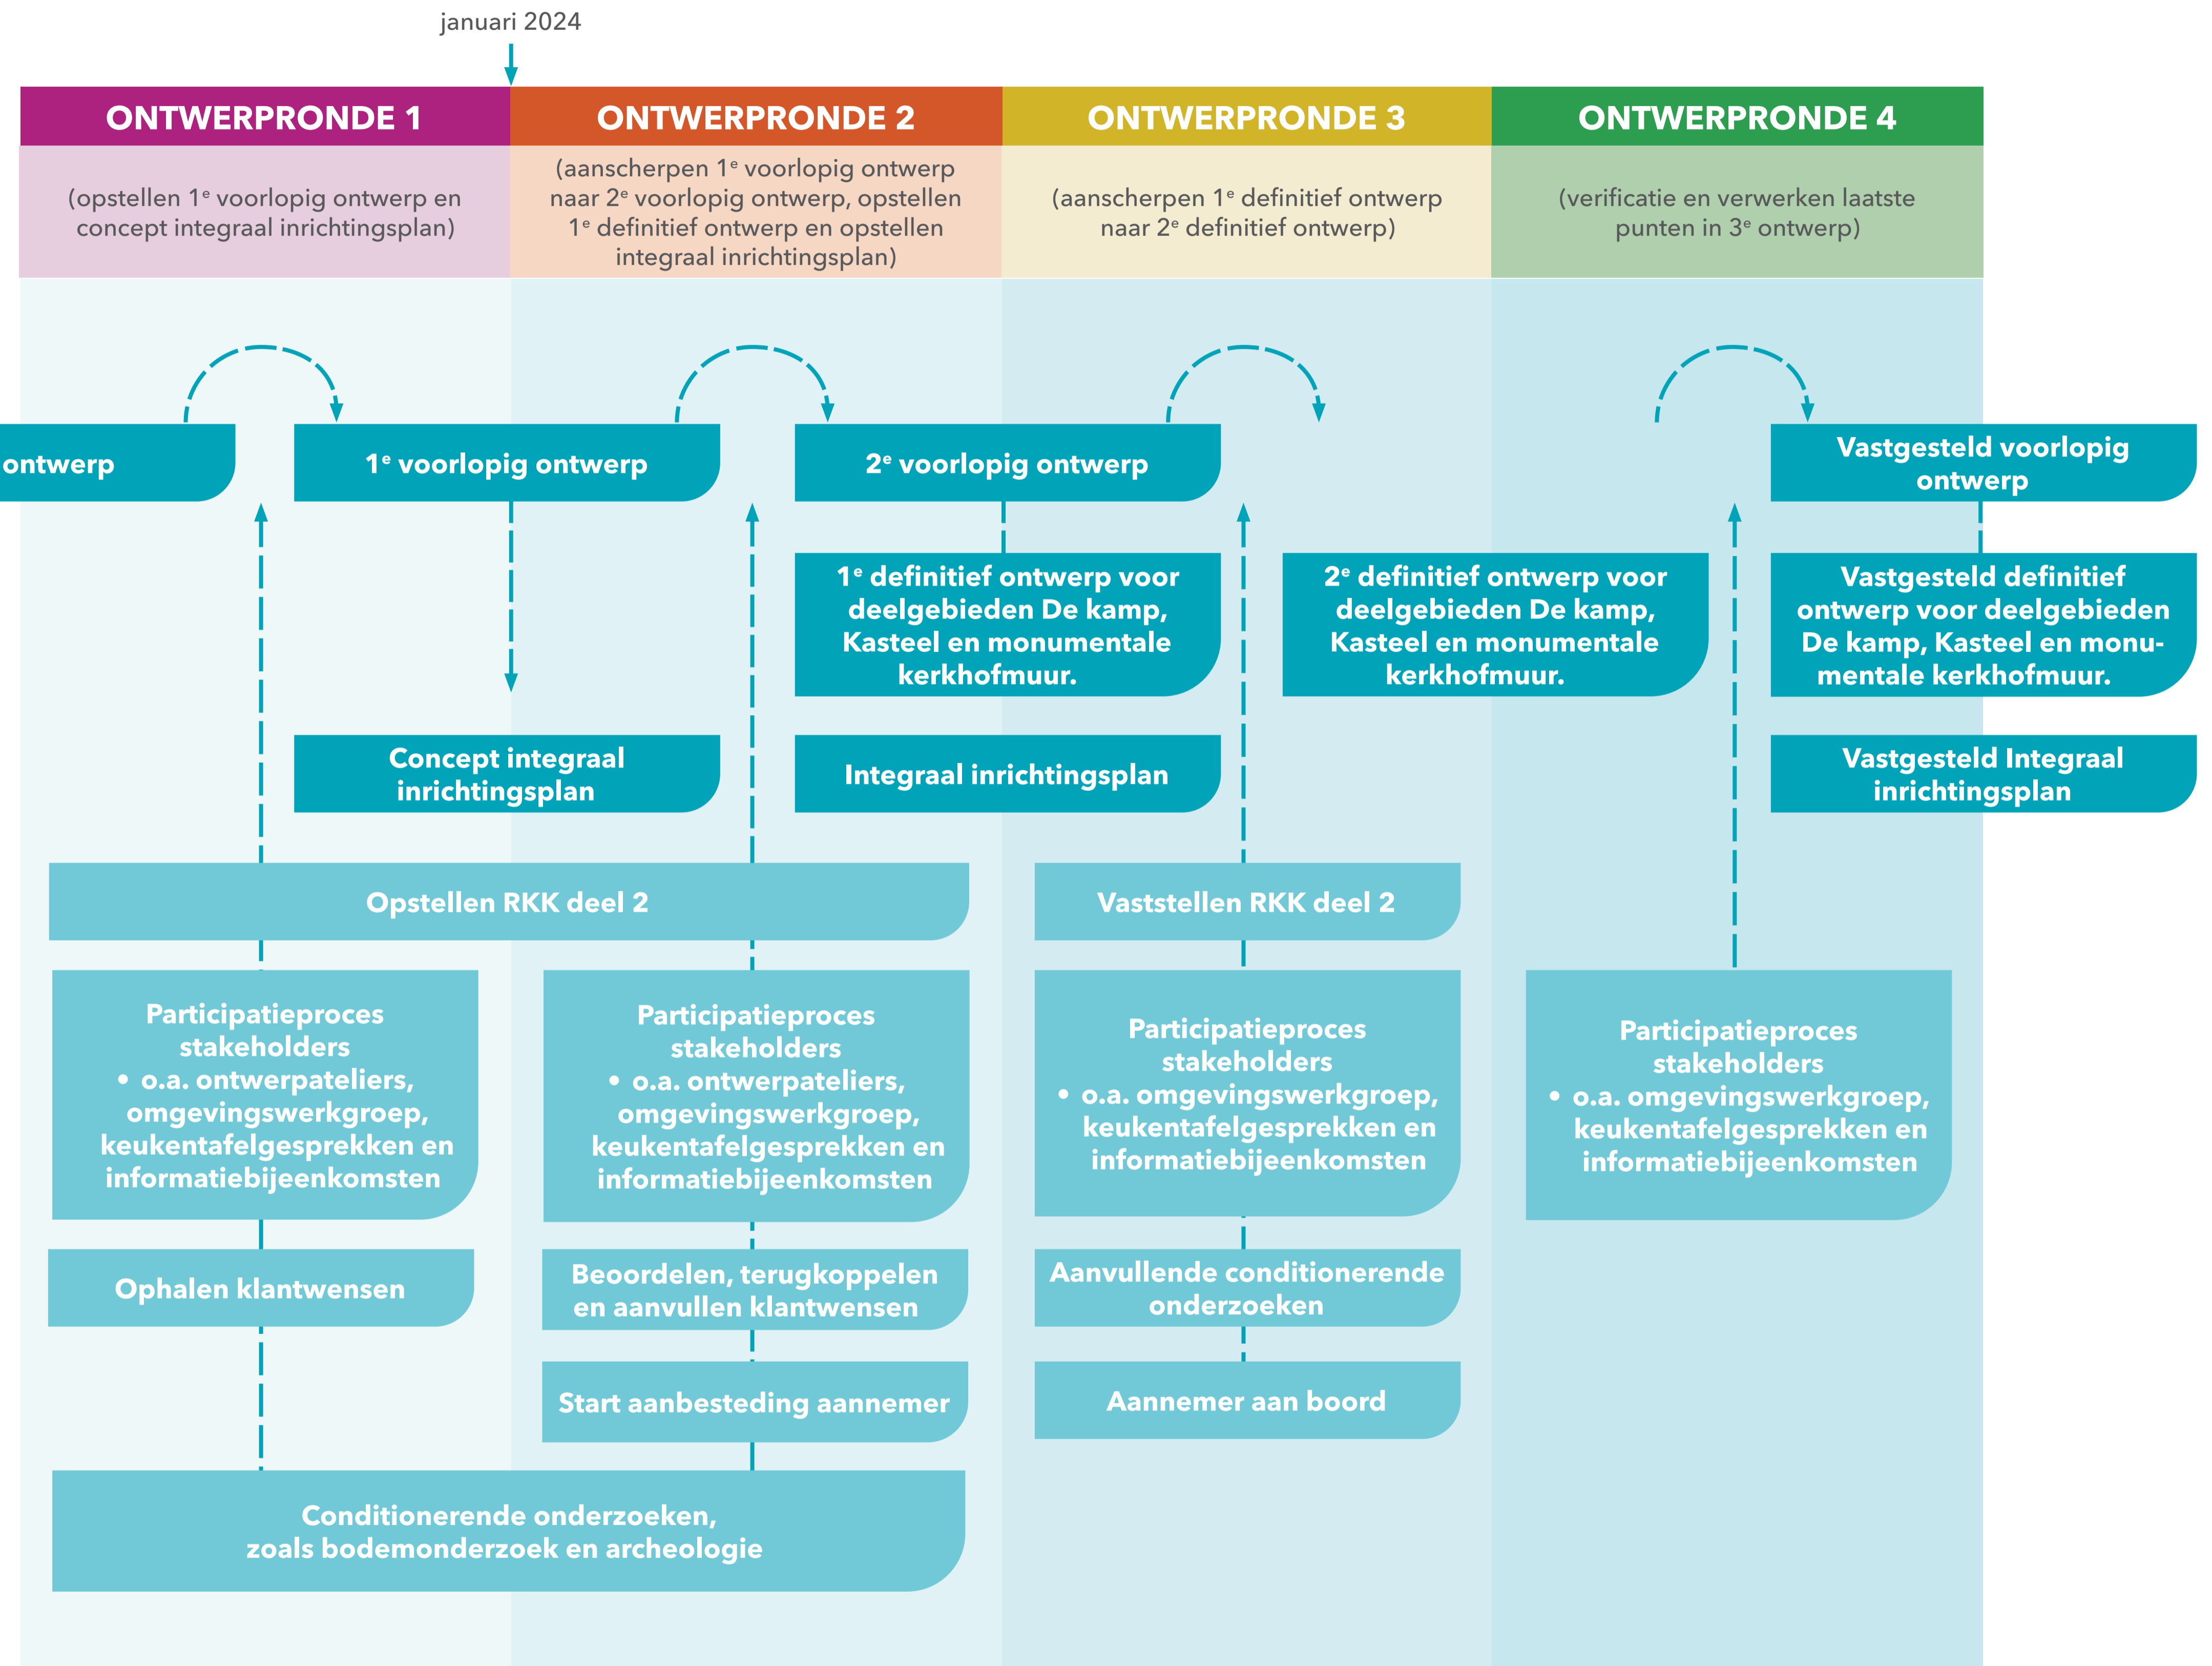 januari 2024
ONTWERPRONDE 1
(opstellen 1e voorlopig ontwerp en
concept integraal inrichtingsplan)
ONTWERPRONDE 2
(aanscherpen 1e voorlopig ontwerp
naar 2e voorlopig ontwerp, opstellen
1e definitief ontwerp en opstellen
integraal inrichtingsplan)
ONTWERPRONDE 3
(aanscherpen 1e definitief ontwerp
naar 2e definitief ontwerp)
ONTWERPRONDE 4
(verificatie en verwerken laatste
punten in 3e ontwerp)
ontwerp
1e voorlopig ontwerp
2e voorlopig ontwerp
Vastgesteld voorlopig
ontwerp
1e definitief ontwerp voor
deelgebieden De kamp,
Kasteel en monumentale
kerkhofmuur.
2e definitief ontwerp voor
deelgebieden De kamp,
Kasteel en monumentale
kerkhofmuur.
Vastgesteld definitief
ontwerp voor deelgebieden
De kamp, Kasteel en monu-
mentale kerkhofmuur.
Concept integraal
inrichtingsplan
Integraal inrichtingsplan
Vastgesteld Integraal
inrichtingsplan
Opstellen RKK deel 2
Vaststellen RKK deel 2
Participatieproces
stakeholders
• o.a. ontwerpateliers,
omgevingswerkgroep,
keukentafelgesprekken en
informatiebijeenkomsten
Participatieproces
stakeholders
• o.a. ontwerpateliers,
omgevingswerkgroep,
keukentafelgesprekken en
informatiebijeenkomsten
Participatieproces
stakeholders
• o.a. omgevingswerkgroep,
keukentafelgesprekken en
informatiebijeenkomsten
Participatieproces
stakeholders
• o.a. omgevingswerkgroep,
keukentafelgesprekken en
informatiebijeenkomsten
Ophalen klantwensen
Beoordelen, terugkoppelen
en aanvullen klantwensen
Aanvullende conditionerende
onderzoeken
Start aanbesteding aannemer
Aannemer aan boord
Conditionerende onderzoeken,
zoals bodemonderzoek en archeologie